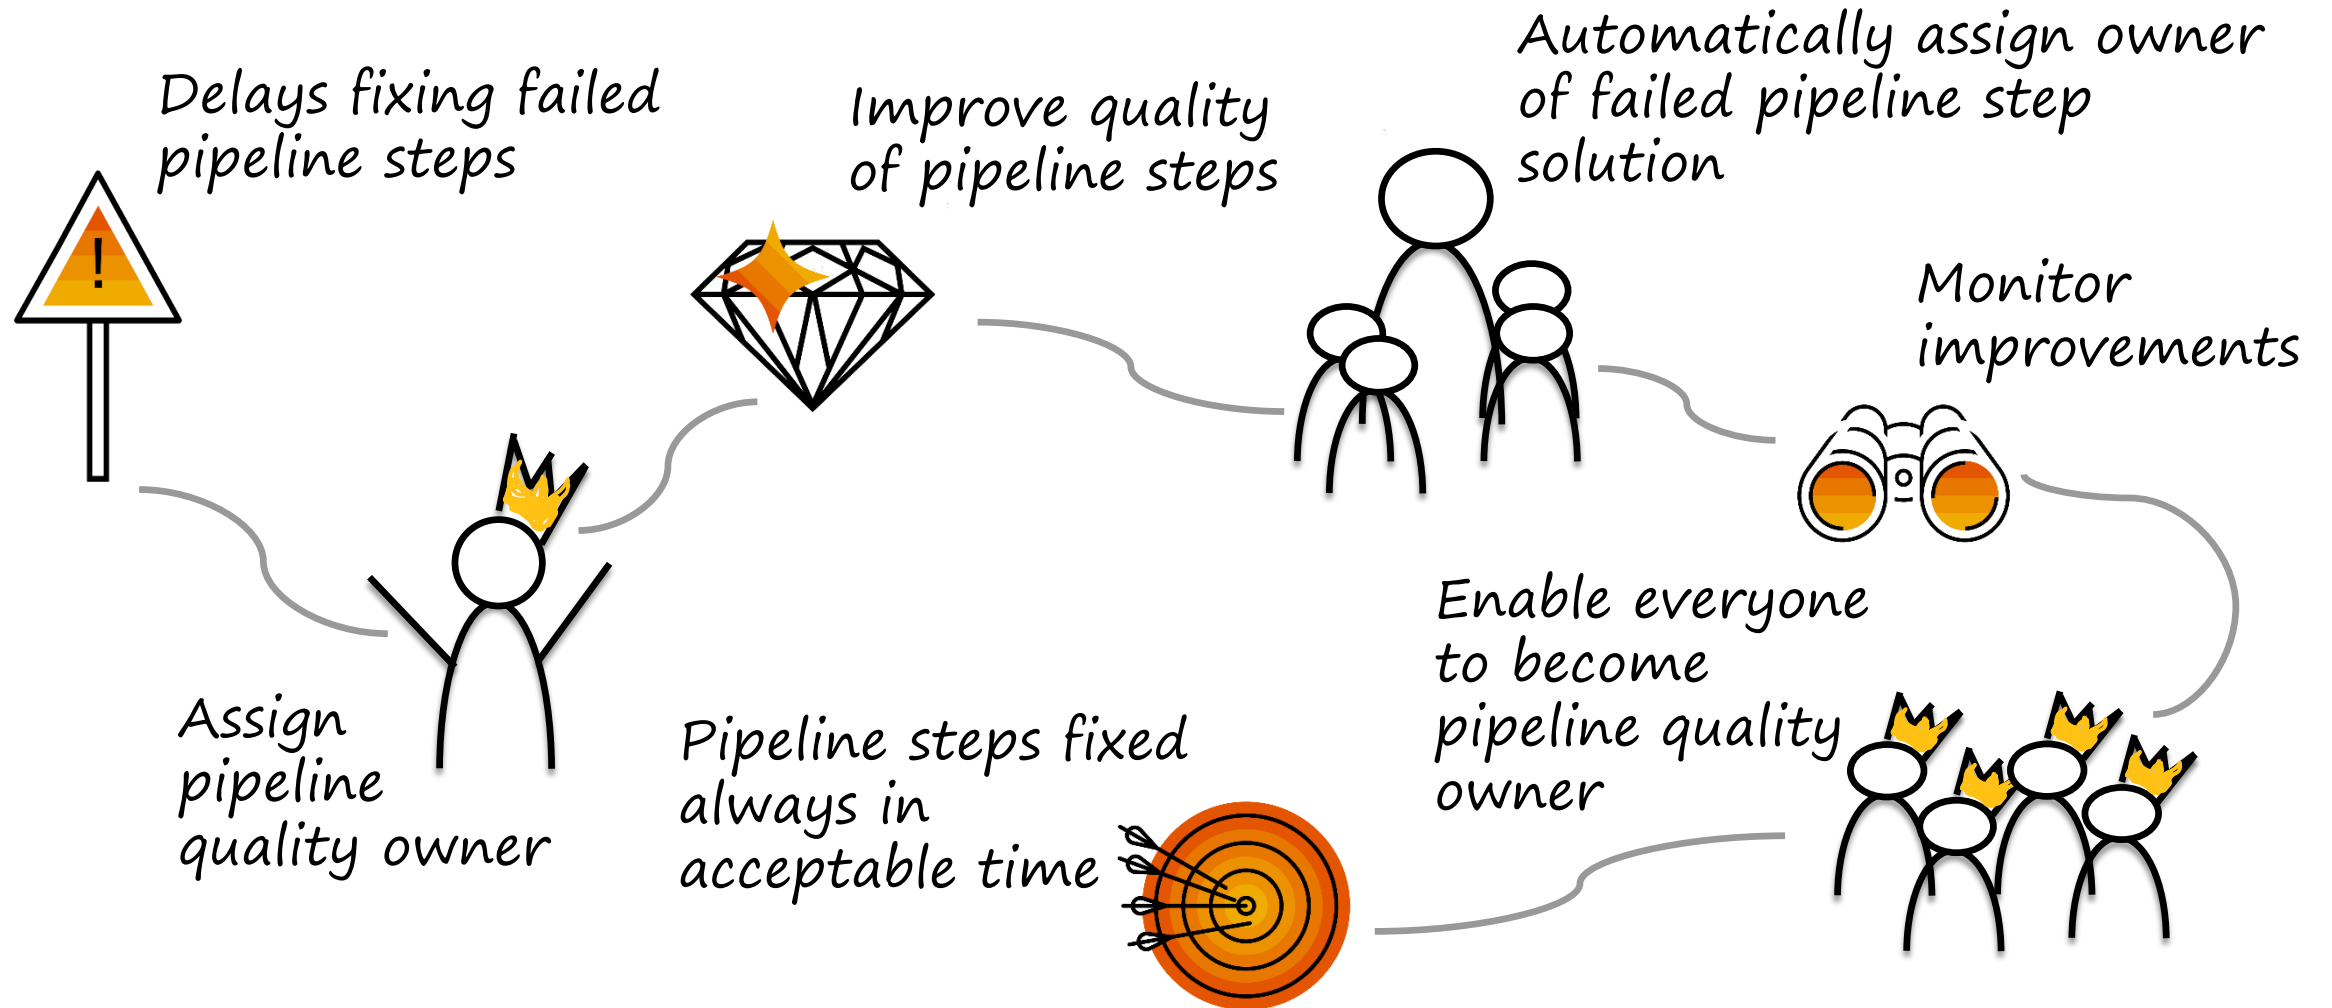 Delays fixing failed
pipeline steps
!
Assign
pipeline
quality owner
Improve quality
of pipeline steps
Automatically assign owner
of failed pipeline step
solution
Monitor
improvements
Enable everyone
to become
pipeline quality
owner
Pipeline steps fixed
always in
acceptable time